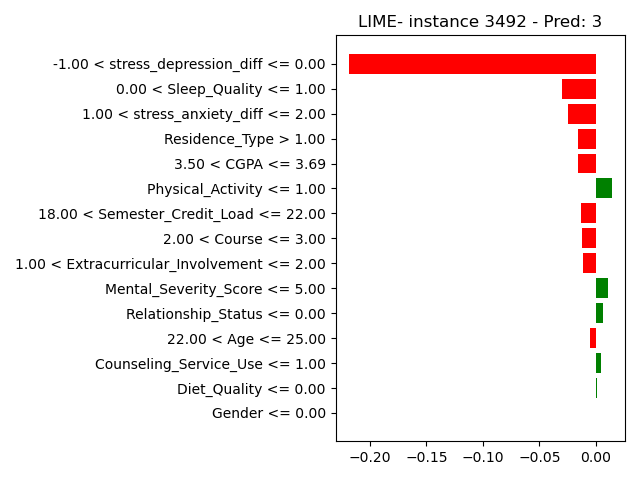 LIME- instance 3492 - Pred: 3
-1.00 < stress_depression_diff <= 0.00
0.00 < Sleep_Quality <= 1.00
1.00 < stress_anxiety_diff <= 2.00
Residence_Type > 1.00
3.50 < CGPA <= 3.69
Physical_Activity <= 1.00
18.00 < Semester_Credit_Load <= 22.00
2.00 < Course <= 3.00
1.00 < Extracurricular_Involvement <= 2.00
Mental_Severity_Score <= 5.00
Relationship_Status <= 0.00
22.00 < Age <= 25.00
Counseling_Service_Use <= 1.00
Diet_Quality <= 0.00
Gender <= 0.00
−0.20 −0.15 −0.10 −0.05 0.00